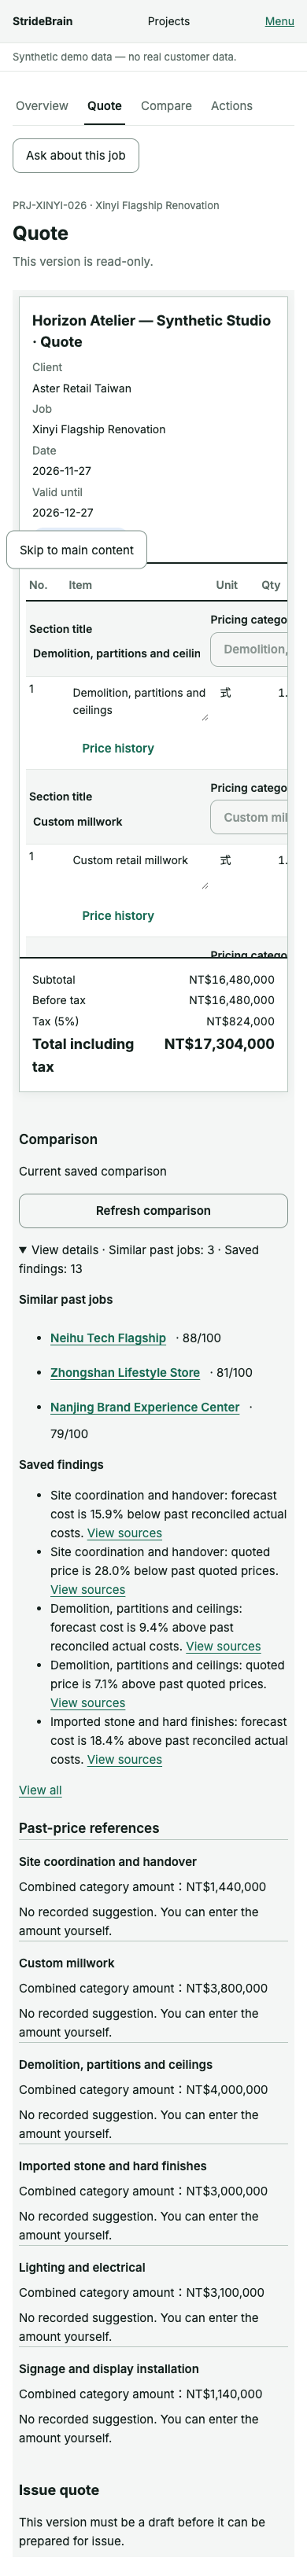 StrideBrain
Projects
Menu
Synthetic demo data — no real customer data.
Overview
Quote
Compare
Actions
Ask about this job
PRJ-XINYI-026 · Xinyi Flagship Renovation
Quote
This version is read-only.
Horizon Atelier — Synthetic Studio
· Quote
Client
Aster Retail Taiwan
Job
Xinyi Flagship Renovation
Date
2026-11-27
Valid until
2026-12-27
Skip to main content
No.
Item
Unit
Qty
Section title
Pricing catego
Demolition, partitions and ceilin
Demolition,
1
Demolition, partitions and
ceilings
式
1.
Price history
Section title
Pricing catego
Custom millwork
Custom mil
1
Custom retail millwork
式
1.
Price history
Pricing catego
Subtotal
NT$16,480,000
Before tax
NT$16,480,000
Tax (5%)
NT$824,000
Total including
tax
NT$17,304,000
Comparison
Current saved comparison
Refresh comparison
▼ View details · Similar past jobs: 3 · Saved
findings: 13
Similar past jobs
• Neihu Tech Flagship · 88/100
• Zhongshan Lifestyle Store · 81/100
• Nanjing Brand Experience Center ·
79/100
Saved findings
• Site coordination and handover: forecast
cost is 15.9% below past reconciled actual
costs. View sources
• Site coordination and handover: quoted
price is 28.0% below past quoted prices.
View sources
• Demolition, partitions and ceilings:
forecast cost is 9.4% above past
reconciled actual costs. View sources
• Demolition, partitions and ceilings: quoted
price is 7.1% above past quoted prices.
View sources
• Imported stone and hard finishes: forecast
cost is 18.4% above past reconciled actual
costs. View sources
View all
Past-price references
Site coordination and handover
Combined category amount：NT$1,440,000
No recorded suggestion. You can enter the
amount yourself.
Custom millwork
Combined category amount：NT$3,800,000
No recorded suggestion. You can enter the
amount yourself.
Demolition, partitions and ceilings
Combined category amount：NT$4,000,000
No recorded suggestion. You can enter the
amount yourself.
Imported stone and hard finishes
Combined category amount：NT$3,000,000
No recorded suggestion. You can enter the
amount yourself.
Lighting and electrical
Combined category amount：NT$3,100,000
No recorded suggestion. You can enter the
amount yourself.
Signage and display installation
Combined category amount：NT$1,140,000
No recorded suggestion. You can enter the
amount yourself.
Issue quote
This version must be a draft before it can be
prepared for issue.